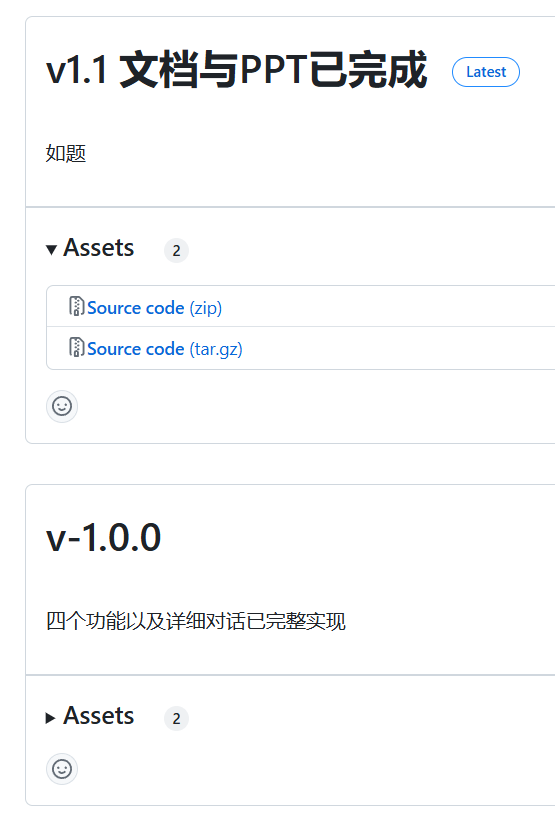 v1.1 文档与PPT已完成 Latest
如题
Assets 2
Source code (zip)
Source code (tar.gz)
v-1.0.0
四个功能以及详细对话已完整实现
Assets 2